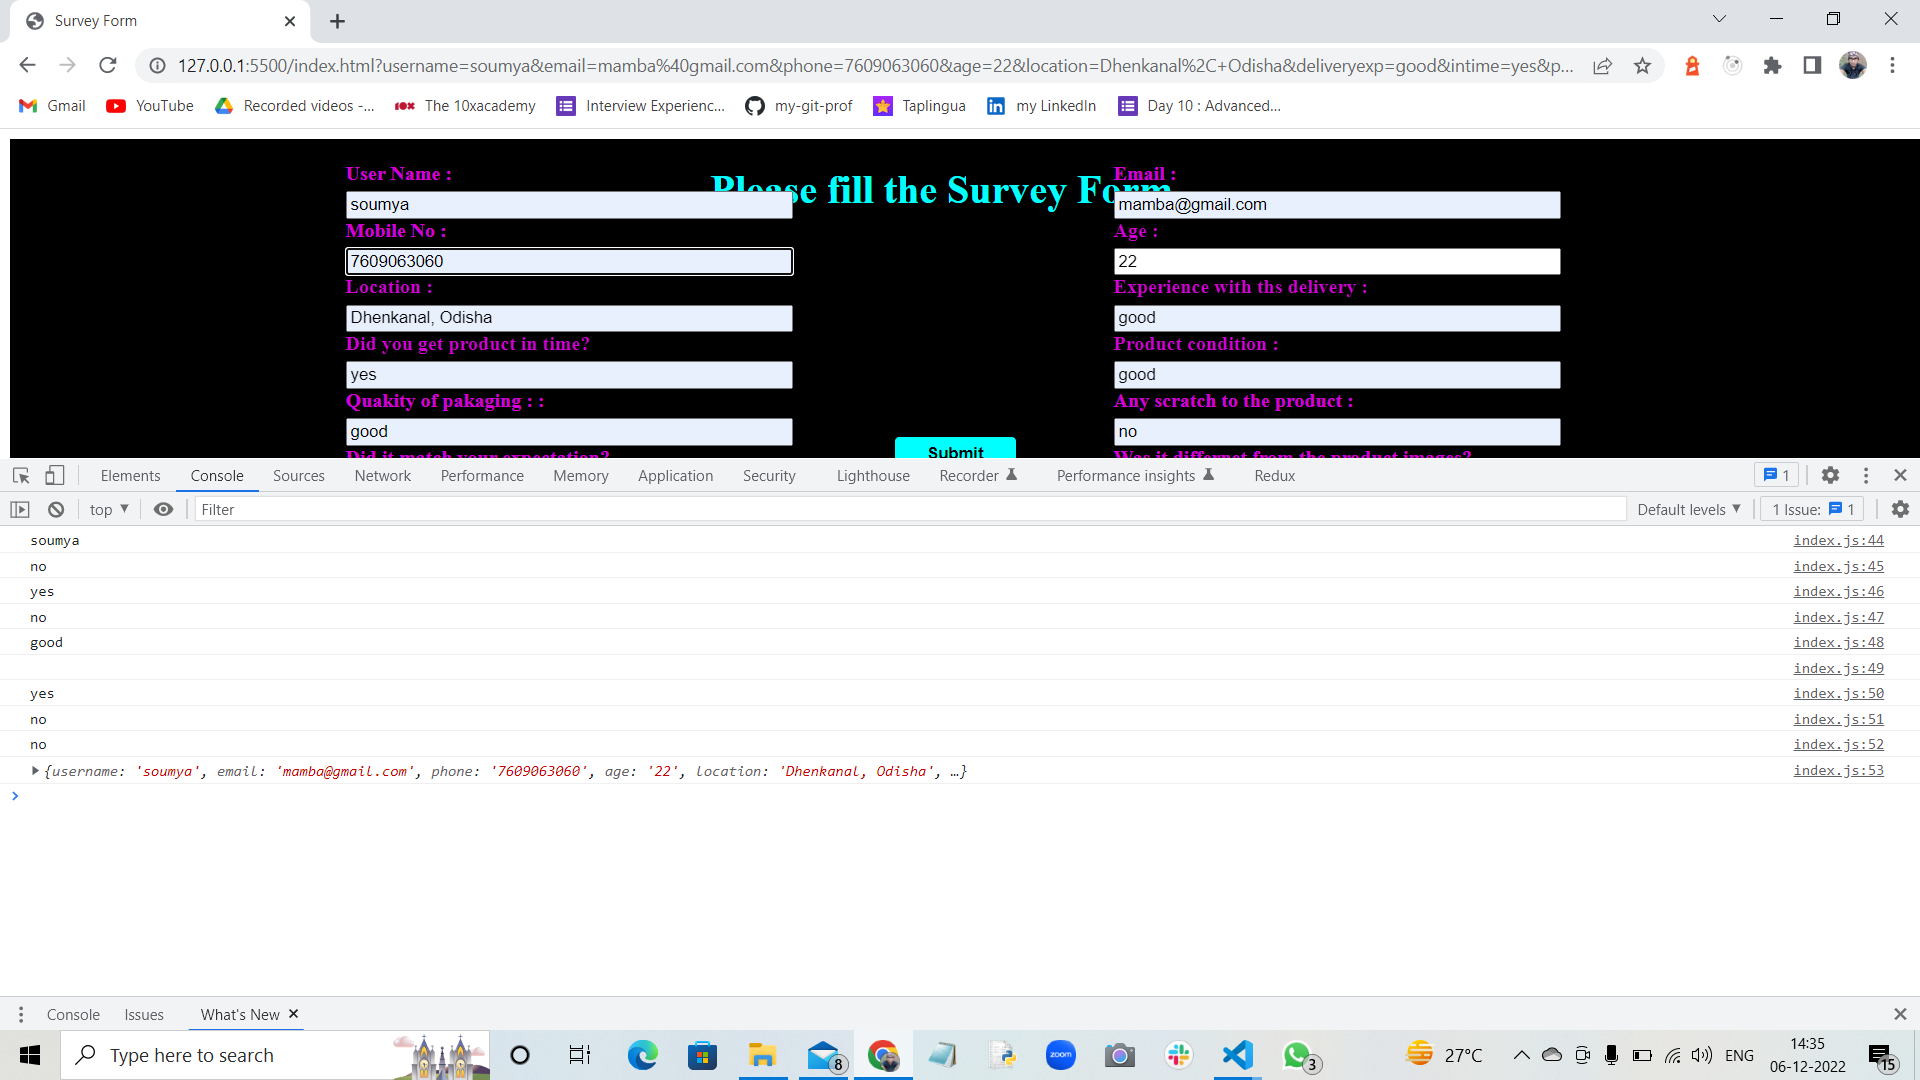 Survey Form
127.0.0.1:5500/index.html?username=soumya&email=mamba%40gmail.com&phone=7609063060&age=22&location=Dhenkanal%2C+Odisha&deliveryexp=good&intime=yes&p...
Gmail YouTube Recorded videos -... The 10xacademy Interview Experienc... my-git-prof Taplingua my LinkedIn Day 10 : Advanced...
Please fill the Survey Form
User Name : Email :
soumya mamba@gmail.com
Mobile No : Age :
7609063060 22
Location : Experience with ths delivery :
Dhenkanal, Odisha good
Did you get product in time? Product condition :
yes good
Quakity of pakaging : : Any scratch to the product :
good no
Did it match your expectation? Submit Was it differnet from the product images?
Elements Console Sources Network Performance Memory Application Security Lighthouse Recorder Performance insights Redux 1
top Filter Default levels 1 Issue: 1
soumya index.js:44
no index.js:45
yes index.js:46
no index.js:47
good index.js:48
index.js:49
yes index.js:50
no index.js:51
no index.js:52
{username: 'soumya', email: 'mamba@gmail.com', phone: '7609063060', age: '22', location: 'Dhenkanal, Odisha', …} index.js:53
Console Issues What's New
Type here to search 8 zoom 3 27°C ENG 14:35
06-12-2022 15